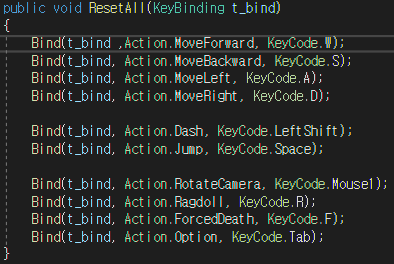 public void ResetAll(KeyBinding t_bind)
{
Bind(t_bind ,Action.MoveForward, KeyCode.W);
Bind(t_bind, Action.MoveBackward, KeyCode.S);
Bind(t_bind, Action.MoveLeft, KeyCode.A);
Bind(t_bind, Action.MoveRight, KeyCode.D);
Bind(t_bind, Action.Dash, KeyCode.LeftShift);
Bind(t_bind, Action.Jump, KeyCode.Space);
Bind(t_bind, Action.RotateCamera, KeyCode.Mouse1);
Bind(t_bind, Action.Ragdoll, KeyCode.R);
Bind(t_bind, Action.ForcedDeath, KeyCode.F);
Bind(t_bind, Action.Option, KeyCode.Tab);
}